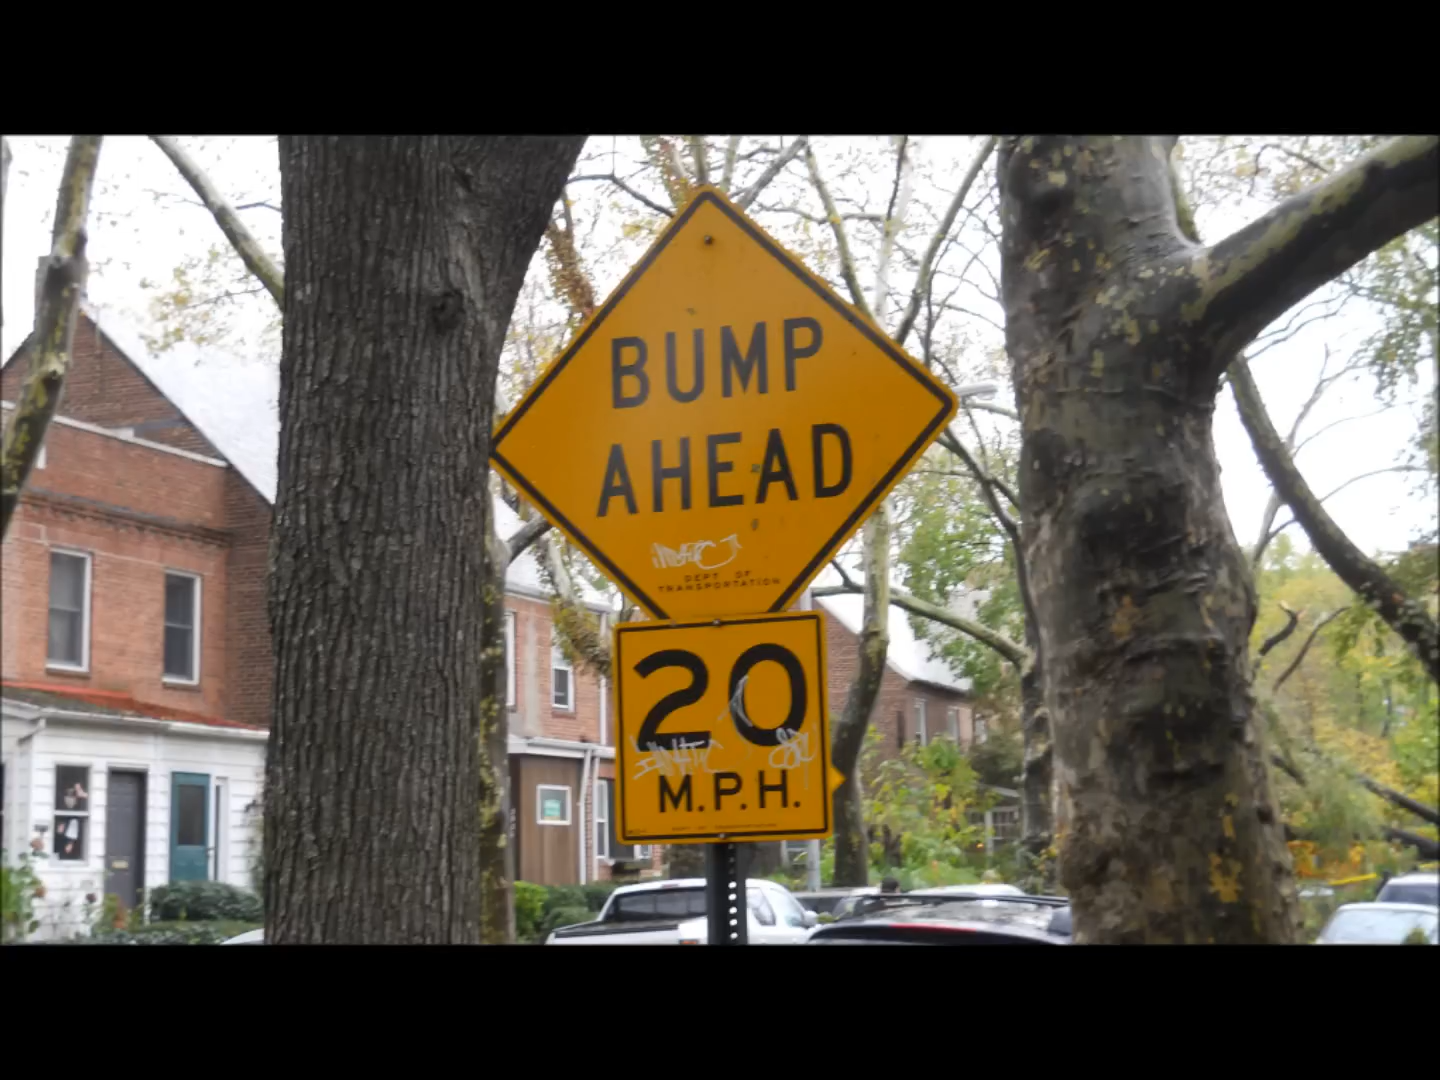 BUMP
AHEAD
DEPT OF
TRANSPORTATION
20
M.P.H.